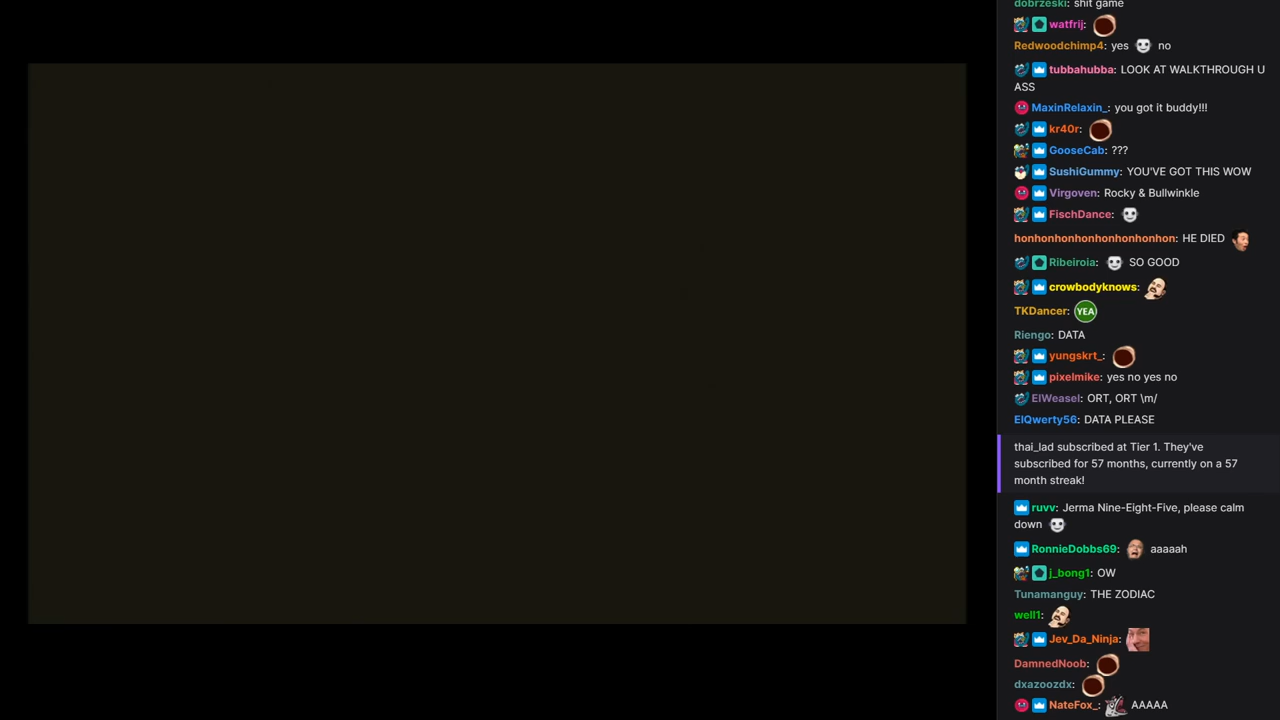 dobrzeski: shit game
watfrij:
Redwoodchimp4: yes no
tubbahubba: LOOK AT WALKTHROUGH U
ASS
MaxinRelaxin_: you got it buddy!!!
kr40r:
GooseCab: ???
SushiGummy: YOU'VE GOT THIS WOW
Virgoven: Rocky & Bullwinkle
FischDance:
honhonhonhonhonhonhonhon: HE DIED
Ribeiroia: SO GOOD
crowbodyknows:
TKDancer: YEA
Riengo: DATA
yungskrt_:
pixelmike: yes no yes no
ElWeasel: ORT, ORT \m/
ElQwerty56: DATA PLEASE
thai_lad subscribed at Tier 1. They've
subscribed for 57 months, currently on a 57
month streak!
ruvv: Jerma Nine-Eight-Five, please calm
down
RonnieDobbs69: aaaaah
j_bong1: OW
Tunamanguy: THE ZODIAC
well1:
Jev_Da_Ninja:
DamnedNoob:
dxazoozdx:
NateFox_: AAAAA